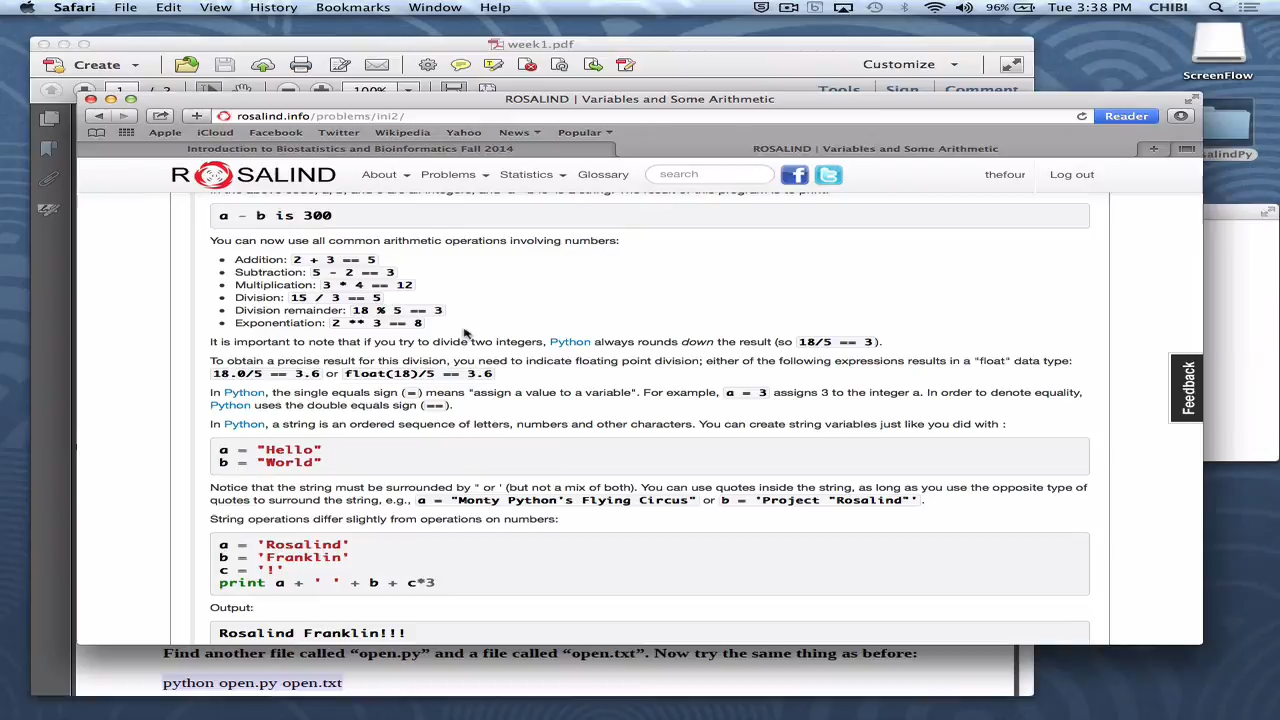 Safari File Edit View History Bookmarks Window Help 96% Tue 3:38 PM CHIBI
week1.pdf
Create Customize
1 / 2 100% Tools Sign Comment
ROSALIND | Variables and Some Arithmetic
rosalind.info/problems/ini2/ Reader
Apple iCloud Facebook Twitter Wikipedia Yahoo News Popular
Introduction to Biostatistics and Bioinformatics Fall 2014 ROSALIND | Variables and Some Arithmetic
ROSALIND About Problems Statistics Glossary search thefour Log out
a - b is 300
You can now use all common arithmetic operations involving numbers:
Addition: 2 + 3 == 5
Subtraction: 5 - 2 == 3
Multiplication: 3 * 4 == 12
Division: 15 / 3 == 5
Division remainder: 18 % 5 == 3
Exponentiation: 2 ** 3 == 8
It is important to note that if you try to divide two integers, Python always rounds down the result (so 18/5 == 3).
To obtain a precise result for this division, you need to indicate floating point division; either of the following expressions results in a "float" data type:
18.0/5 == 3.6 or float(18)/5 == 3.6
In Python, the single equals sign (=) means "assign a value to a variable". For example, a = 3 assigns 3 to the integer a. In order to denote equality,
Python uses the double equals sign (==).
In Python, a string is an ordered sequence of letters, numbers and other characters. You can create string variables just like you did with :
a = "Hello"
b = "World"
Notice that the string must be surrounded by " or ' (but not a mix of both). You can use quotes inside the string, as long as you use the opposite type of
quotes to surround the string, e.g., a = "Monty Python's Flying Circus" or b = 'Project "Rosalind"'.
String operations differ slightly from operations on numbers:
a = 'Rosalind'
b = 'Franklin'
c = '!'
print a + ' ' + b + c*3
Output:
Rosalind Franklin!!!
Find another file called “open.py” and a file called “open.txt”. Now try the same thing as before:
python open.py open.txt
ScreenFlow
salindPy
Feedback